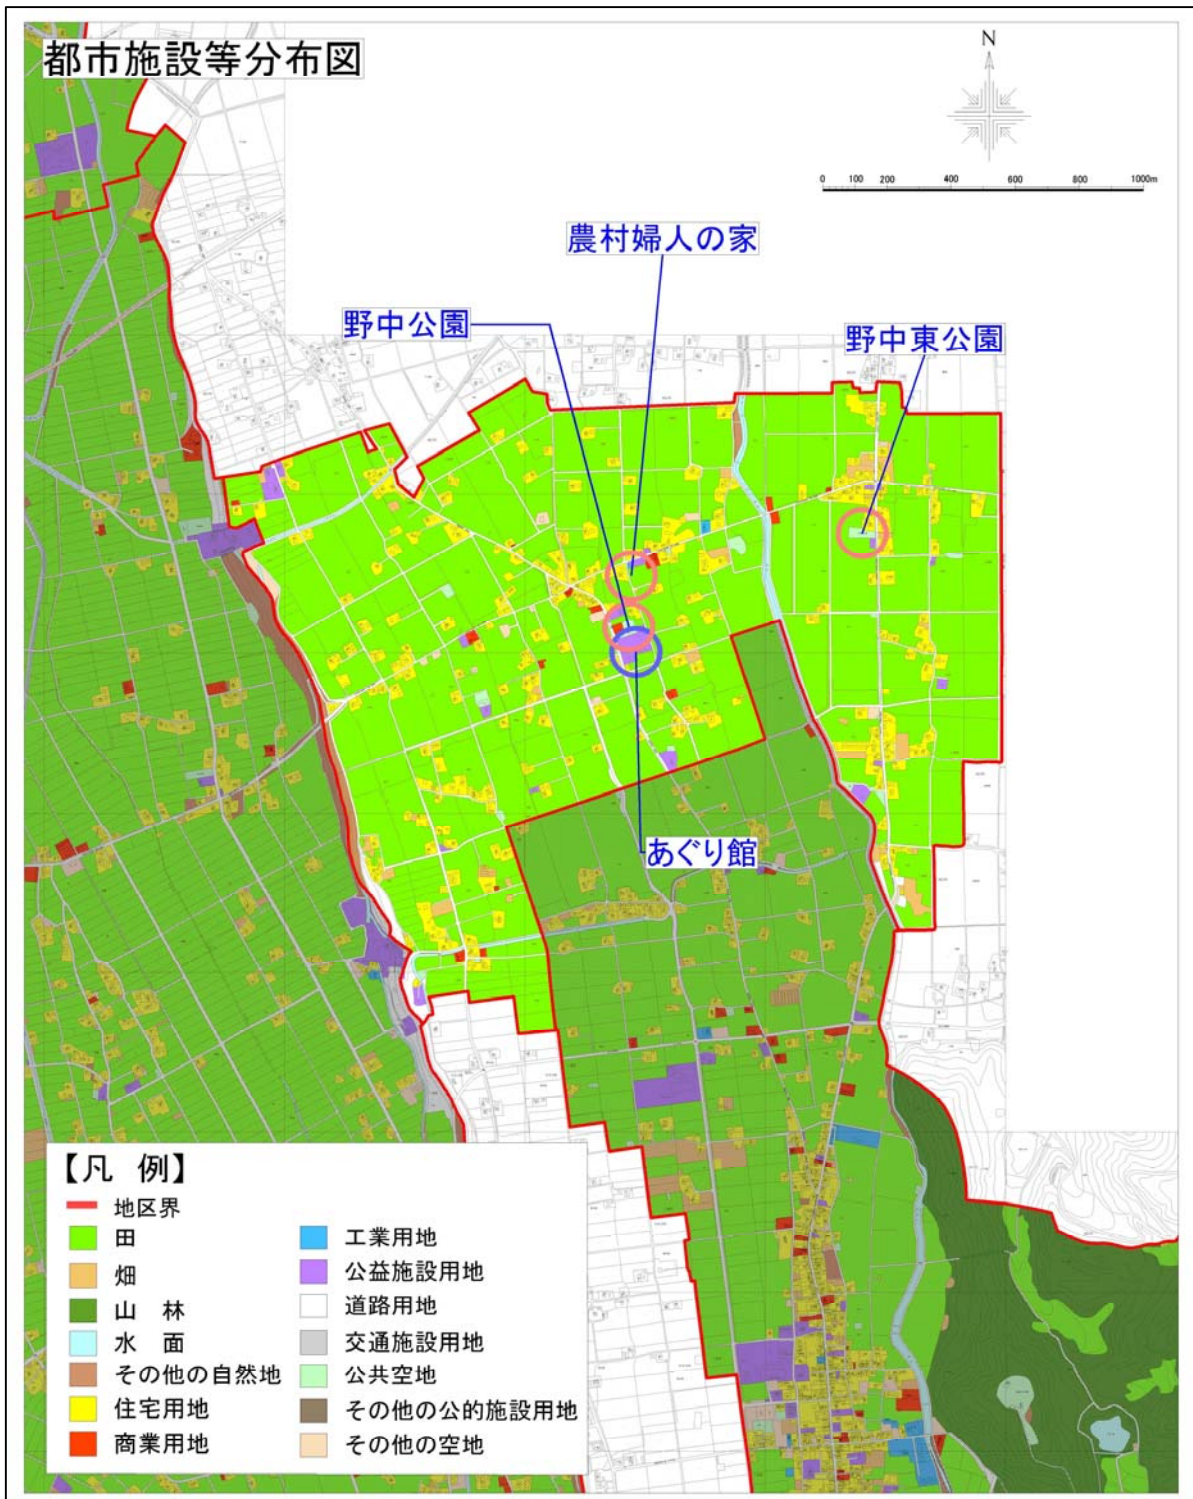 都市施設等分布図
N
0 100 200 400 600 800 1000m
農村婦人の家
野中公園
野中東公園
あぐり館
【凡 例】
地区界
田
畑
山 林
水 面
その他の自然地
住宅用地
商業用地
工業用地
公益施設用地
道路用地
交通施設用地
公共空地
その他の公的施設用地
その他の空地